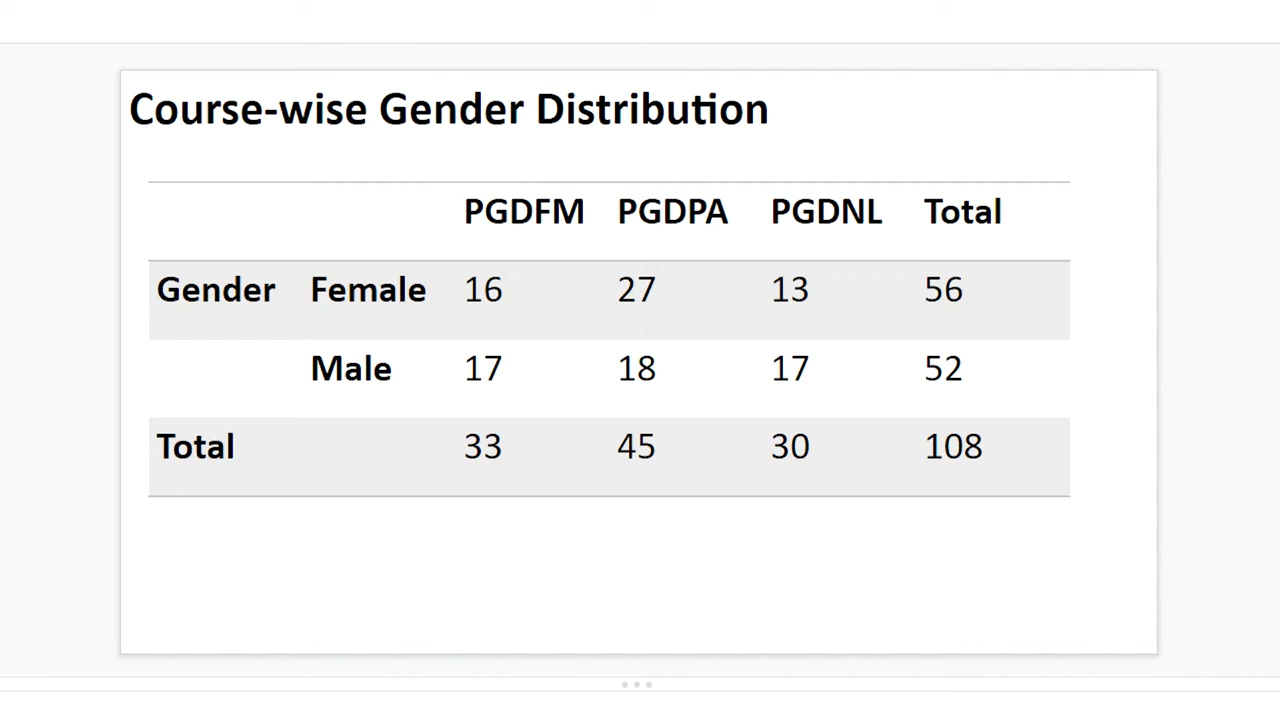 Course-wise Gender Distribution
PGDFM PGDPA PGDNL Total
Gender Female 16 27 13 56
Male 17 18 17 52
Total 33 45 30 108